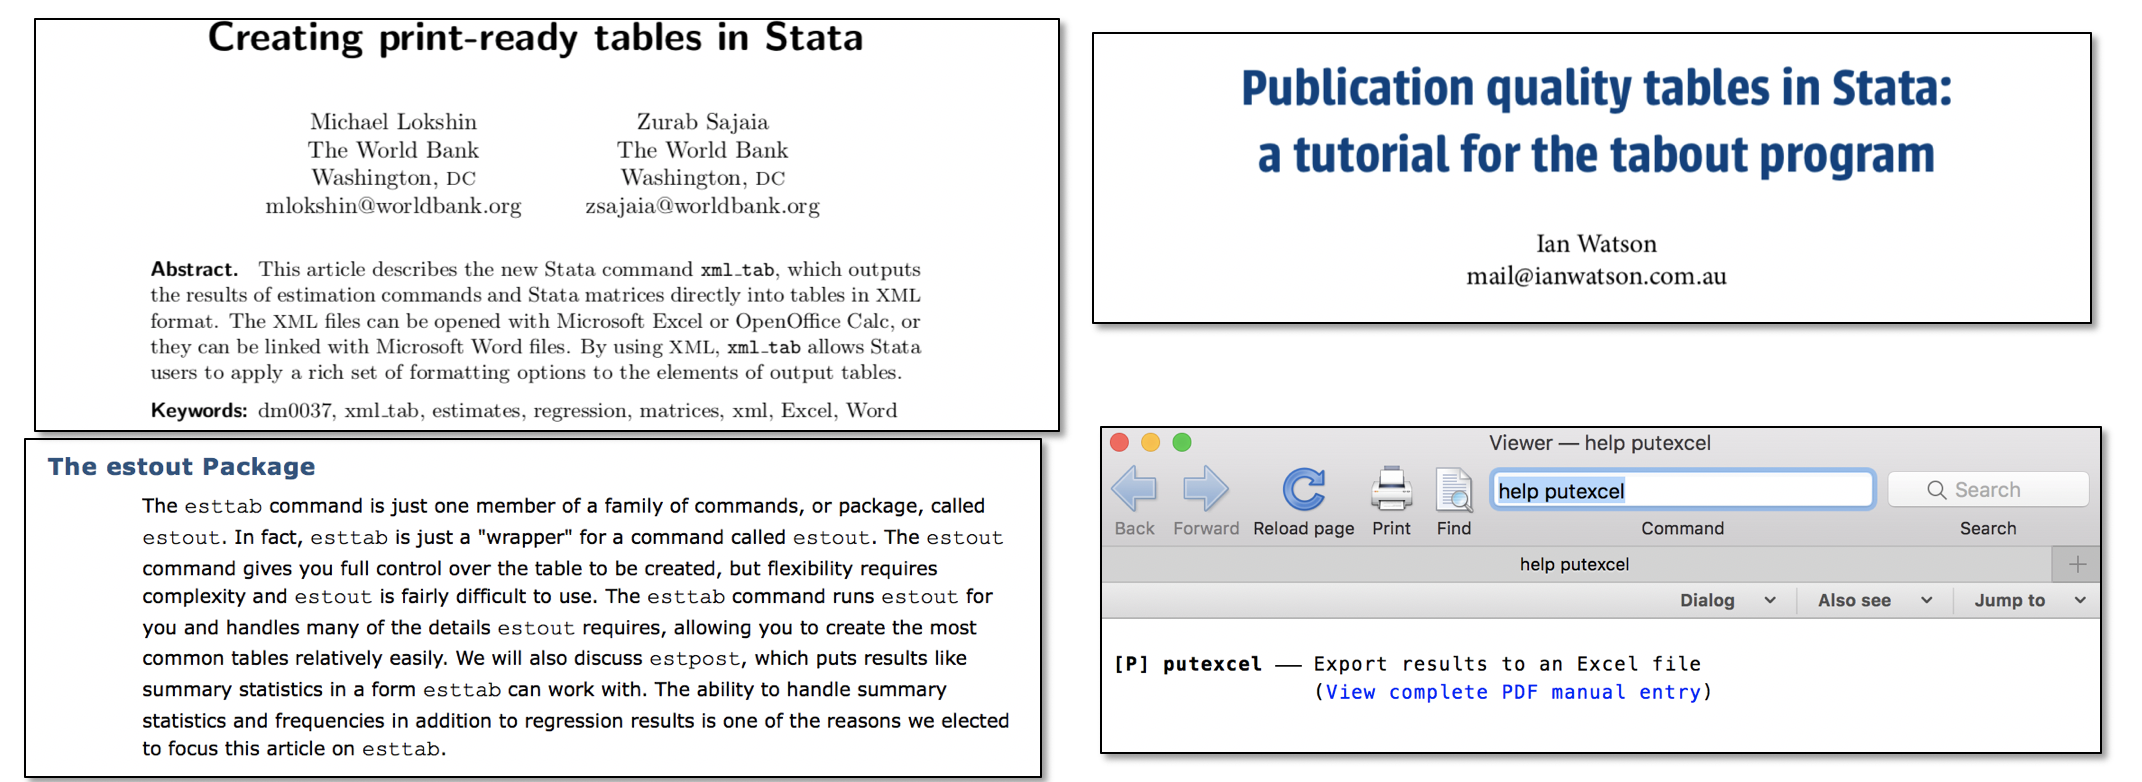 Creating print-ready tables in Stata
Michael Lokshin
The World Bank
Washington, DC
mlokshin@worldbank.org
Zurab Sajaia
The World Bank
Washington, DC
zsajaia@worldbank.org
Abstract. This article describes the new Stata command xml_tab, which outputs
the results of estimation commands and Stata matrices directly into tables in XML
format. The XML files can be opened with Microsoft Excel or OpenOffice Calc, or
they can be linked with Microsoft Word files. By using XML, xml_tab allows Stata
users to apply a rich set of formatting options to the elements of output tables.
Keywords: dm0037, xml_tab, estimates, regression, matrices, xml, Excel, Word
Publication quality tables in Stata:
a tutorial for the tabout program
Ian Watson
mail@ianwatson.com.au
The estout Package
The esttab command is just one member of a family of commands, or package, called
estout. In fact, esttab is just a "wrapper" for a command called estout. The estout
command gives you full control over the table to be created, but flexibility requires
complexity and estout is fairly difficult to use. The esttab command runs estout for
you and handles many of the details estout requires, allowing you to create the most
common tables relatively easily. We will also discuss estpost, which puts results like
summary statistics in a form esttab can work with. The ability to handle summary
statistics and frequencies in addition to regression results is one of the reasons we elected
to focus this article on esttab.
Viewer — help putexcel
help putexcel
Search
Back Forward Reload page Print Find Command Search
help putexcel
Dialog Also see Jump to
[P] putexcel — Export results to an Excel file
(View complete PDF manual entry)